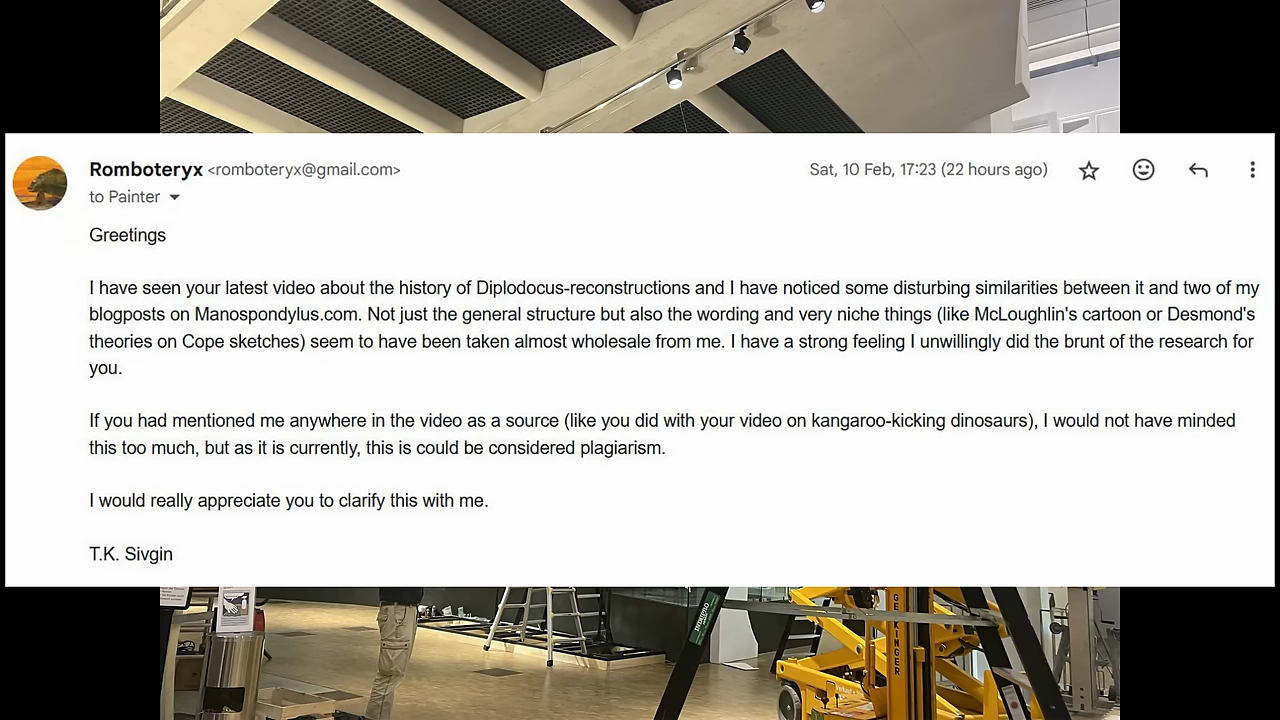 Romboteryx <romboteryx@gmail.com>
Sat, 10 Feb, 17:23 (22 hours ago)
to Painter
Greetings
I have seen your latest video about the history of Diplodocus-reconstructions and I have noticed some disturbing similarities between it and two of my
blogposts on Manospondylus.com. Not just the general structure but also the wording and very niche things (like McLoughlin's cartoon or Desmond's
theories on Cope sketches) seem to have been taken almost wholesale from me. I have a strong feeling I unwillingly did the brunt of the research for
you.
If you had mentioned me anywhere in the video as a source (like you did with your video on kangaroo-kicking dinosaurs), I would not have minded
this too much, but as it is currently, this is could be considered plagiarism.
I would really appreciate you to clarify this with me.
T.K. Sivgin